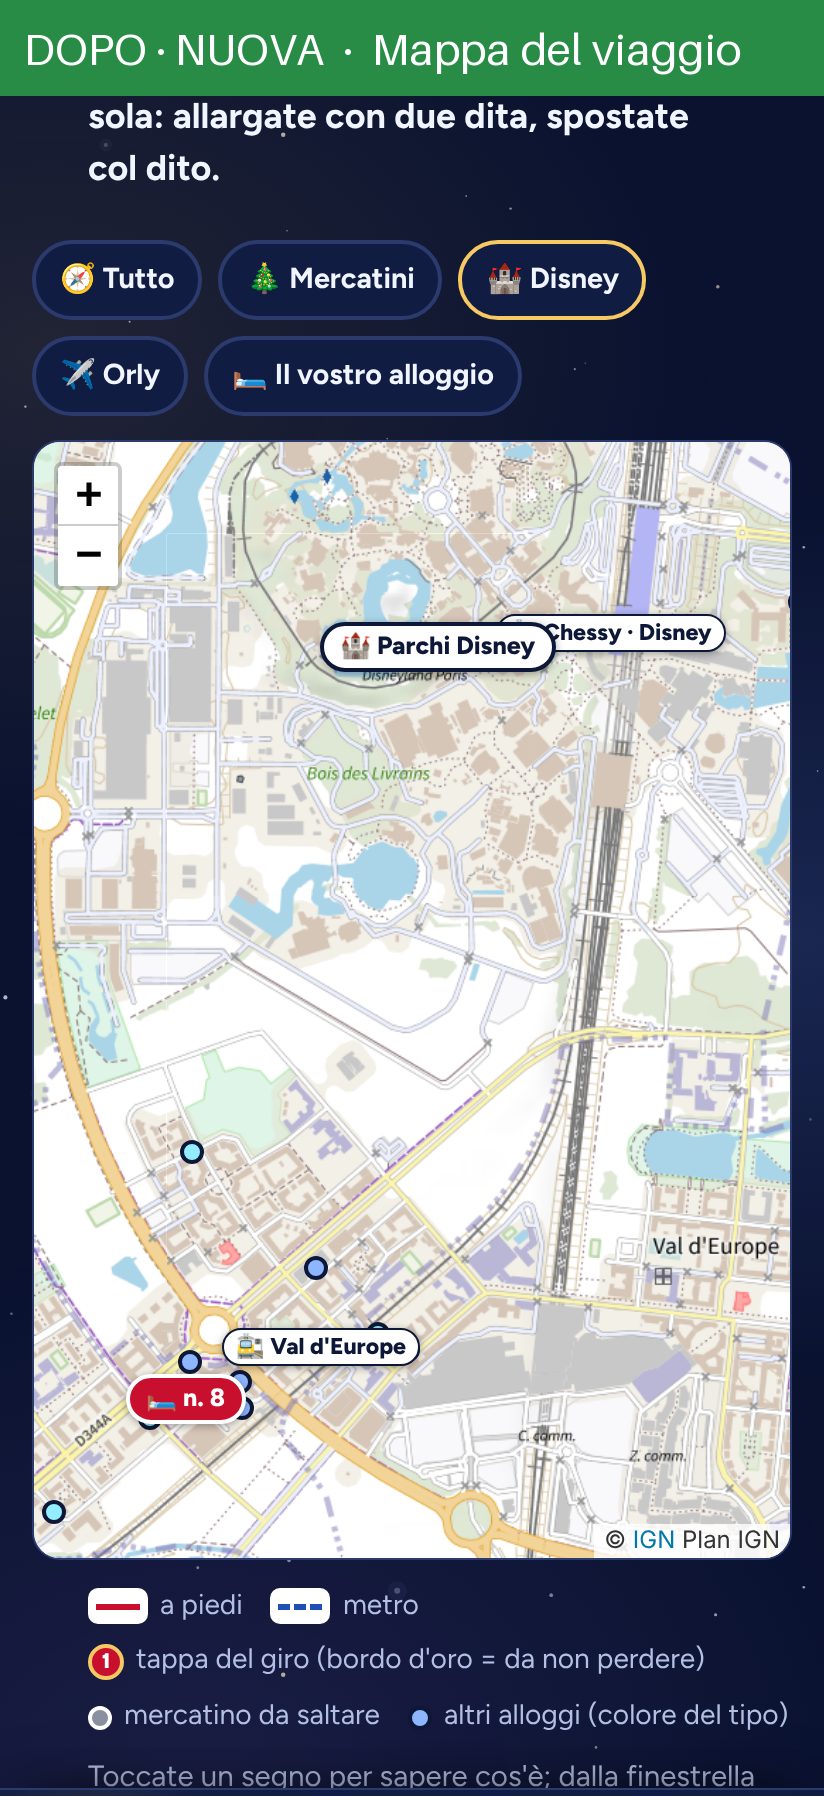 DOPO · NUOVA · Mappa del viaggio
sola: allargate con due dita, spostate
col dito.
Tutto
Mercatini
Disney
Orly
Il vostro alloggio
+
−
Chessy · Disney
Parchi Disney
Disneyland Paris
elet
Bois des Livrains
Val d'Europe
Val d'Europe
n. 8
D344A
C. comm.
Z. comm.
© IGN Plan IGN
a piedi
metro
1 tappa del giro (bordo d'oro = da non perdere)
mercatino da saltare
altri alloggi (colore del tipo)
Toccate un segno per sapere cos'è; dalla finestrella